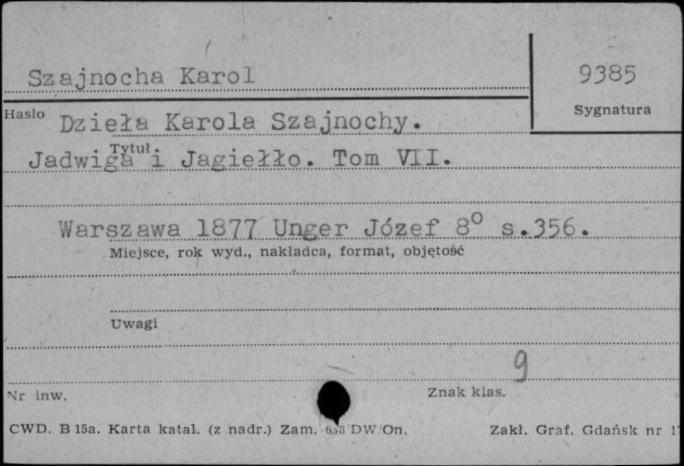 Szajnocha Karol
9385
Hasło
Sygnatura
Dzieła Karola Szajnochy.
Tytuł
Jadwiga i Jagiełło. Tom VII.
Warszawa 1877 Unger Józef 8° s.356.
Miejsce, rok wyd., nakładca, format, objętość
Uwagi
9
Nr inw.
Znak klas.
CWD. B 15a. Karta katal. (z nadr.) Zam. DW/On.
Zakł. Graf. Gdańsk nr